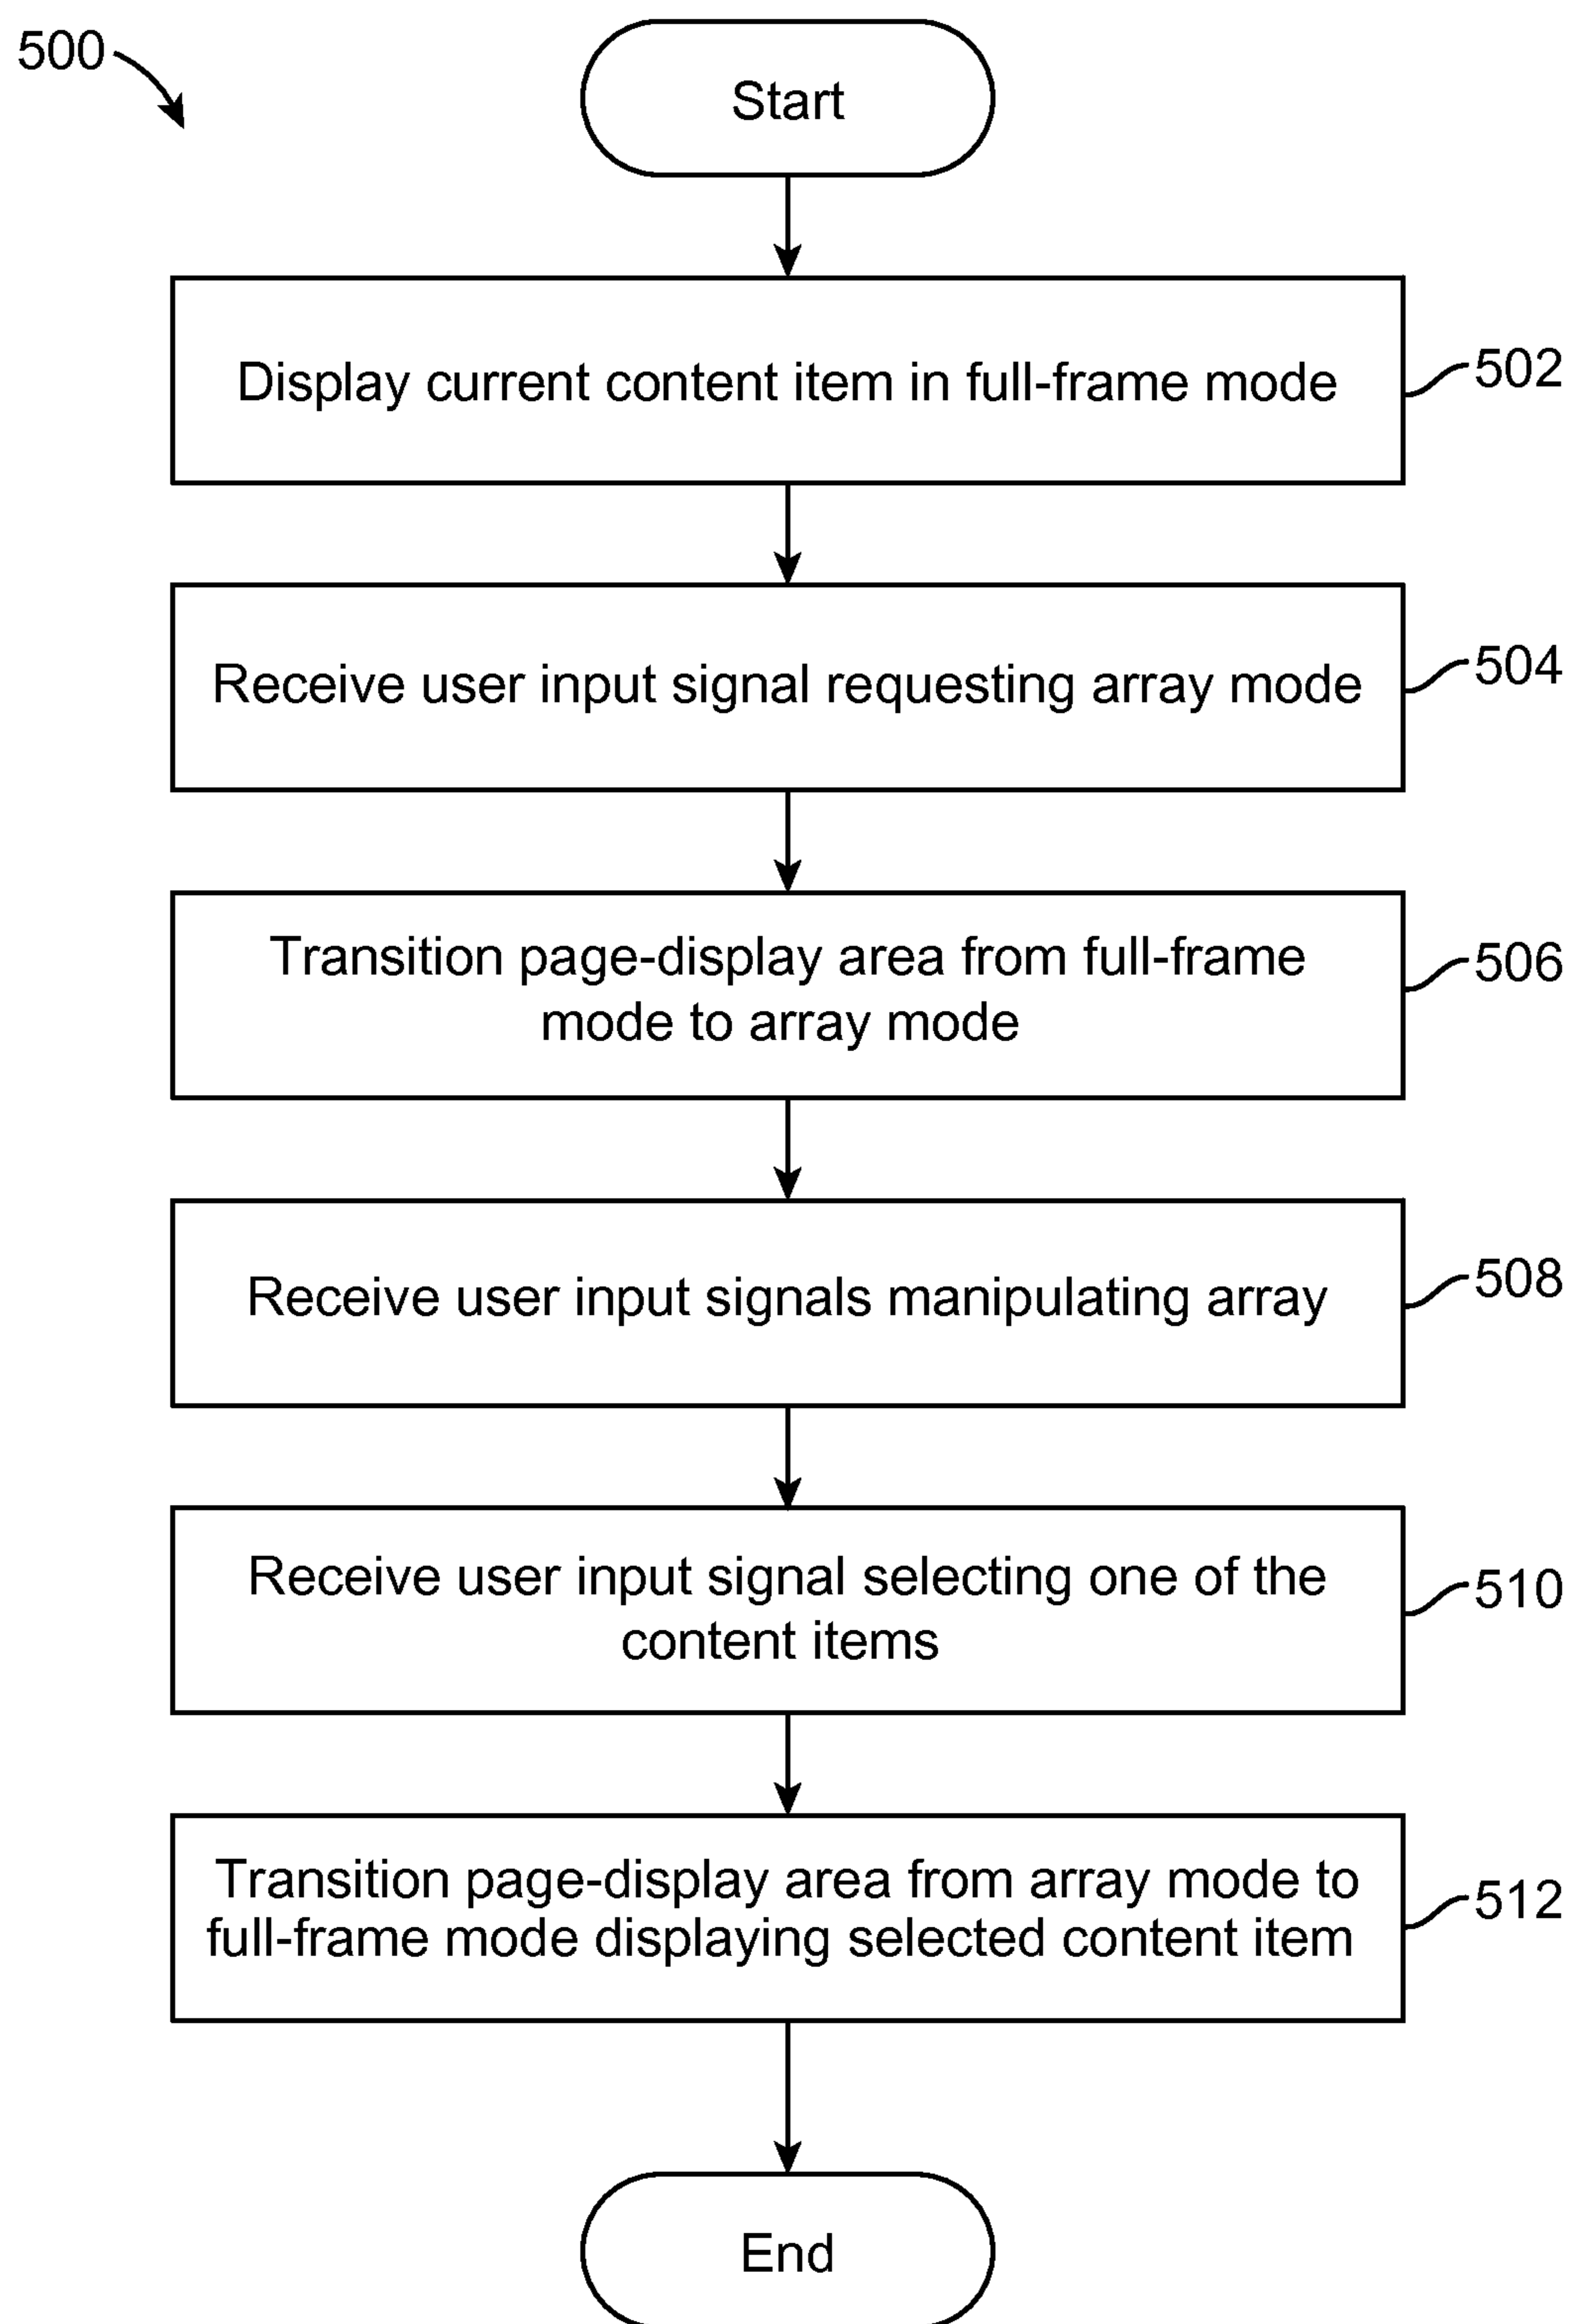 500
Start
Display current content item in full-frame mode
502
Receive user input signal requesting array mode
504
Transition page-display area from full-frame
mode to array mode
506
Receive user input signals manipulating array
508
Receive user input signal selecting one of the
content items
510
Transition page-display area from array mode to
full-frame mode displaying selected content item
512
End